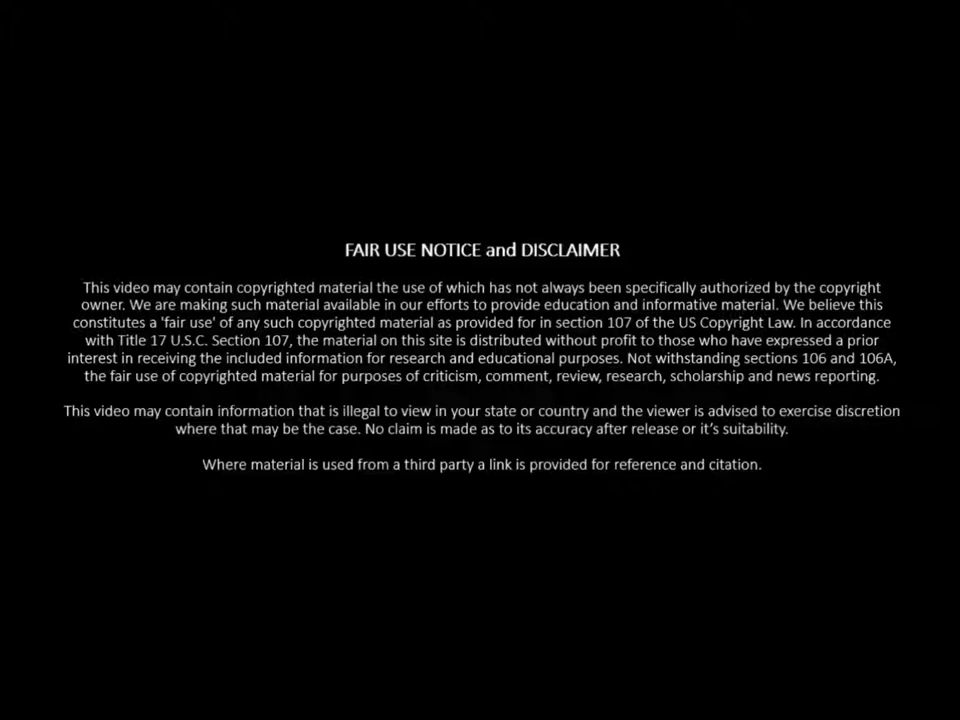 FAIR USE NOTICE and DISCLAIMER
This video may contain copyrighted material the use of which has not always been specifically authorized by the copyright
owner. We are making such material available in our efforts to provide education and informative material. We believe this
constitutes a 'fair use' of any such copyrighted material as provided for in section 107 of the US Copyright Law. In accordance
with Title 17 U.S.C. Section 107, the material on this site is distributed without profit to those who have expressed a prior
interest in receiving the included information for research and educational purposes. Not withstanding sections 106 and 106A,
the fair use of copyrighted material for purposes of criticism, comment, review, research, scholarship and news reporting.
This video may contain information that is illegal to view in your state or country and the viewer is advised to exercise discretion
where that may be the case. No claim is made as to its accuracy after release or it’s suitability.
Where material is used from a third party a link is provided for reference and citation.